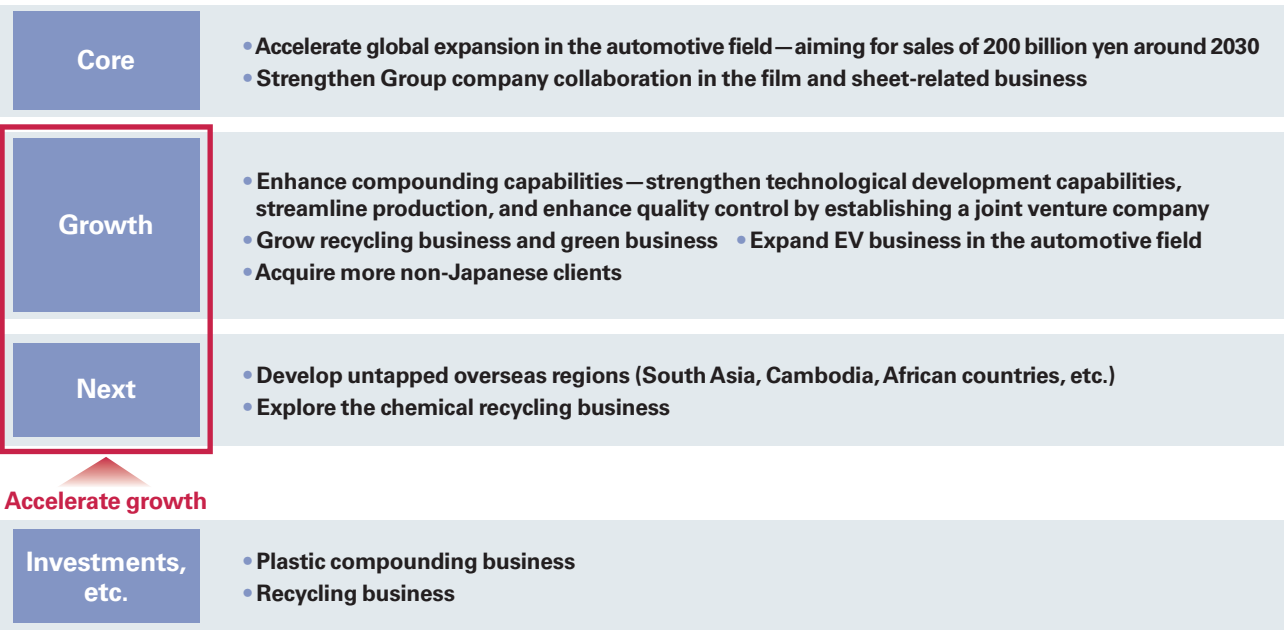 Core
•Accelerate global expansion in the automotive field—aiming for sales of 200 billion yen around 2030
•Strengthen Group company collaboration in the film and sheet-related business
Growth
•Enhance compounding capabilities—strengthen technological development capabilities,
streamline production, and enhance quality control by establishing a joint venture company
•Grow recycling business and green business •Expand EV business in the automotive field
•Acquire more non-Japanese clients
Next
•Develop untapped overseas regions (South Asia, Cambodia, African countries, etc.)
•Explore the chemical recycling business
Accelerate growth
Investments,
etc.
•Plastic compounding business
•Recycling business